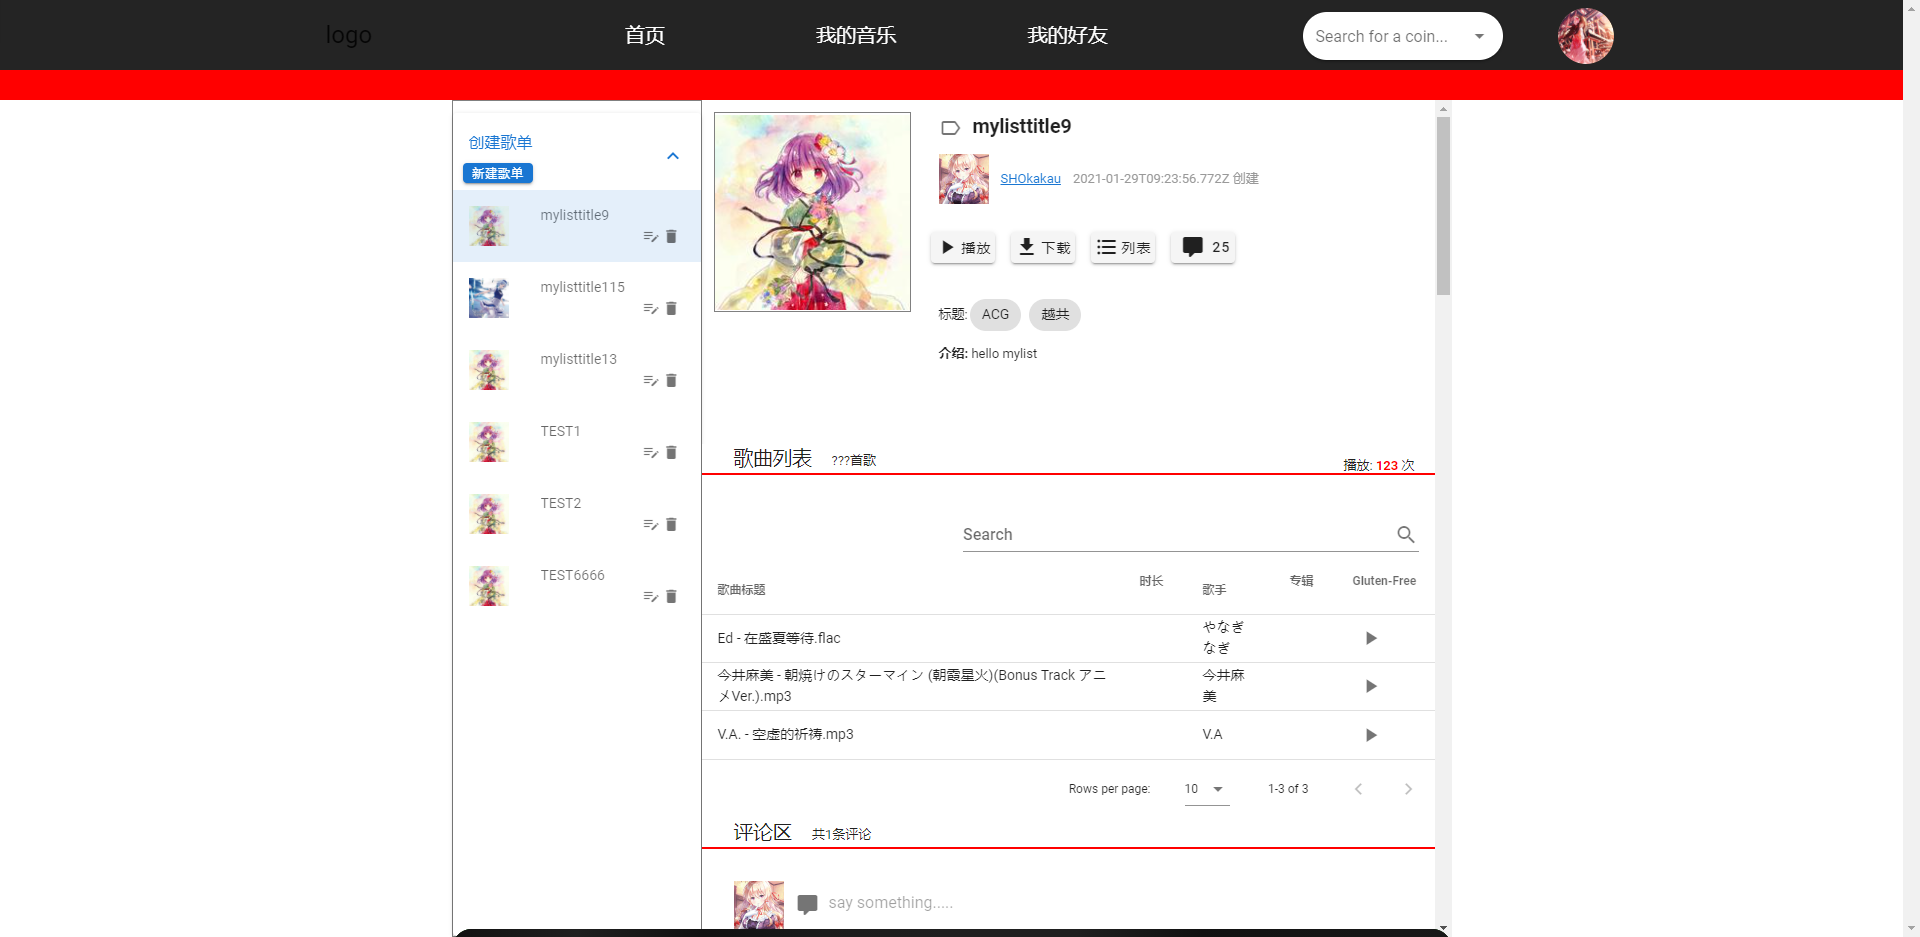 logo
首页
我的音乐
我的好友
Search for a coin...
创建歌单
新建歌单
mylisttitle9
mylisttitle115
mylisttitle13
TEST1
TEST2
TEST6666
mylisttitle9
SHOkakau 2021-01-29T09:23:56.772Z 创建
播放 下载 列表 25
标题: ACG 越共
介绍: hello mylist
歌曲列表 ???首歌 播放: 123 次
Search
歌曲标题 时长 歌手 专辑 Gluten-Free
Ed - 在盛夏等待.flac やなぎ
なぎ
今井麻美 - 朝焼けのスターマイン (朝霞星火)(Bonus Track アニ 今井麻
メVer.).mp3 美
V.A. - 空虚的祈祷.mp3 V.A
Rows per page: 10 1-3 of 3
评论区 共1条评论
say something.....